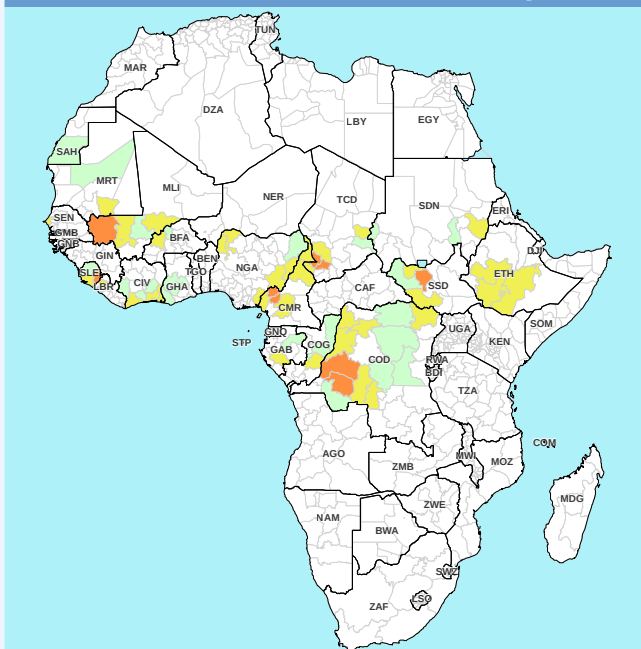 TUN
MAR
DZA
LBY
EGY
SAH
MRT
MLI
NER
TCD
SDN
ERI
SEN
GMB
GNB
BFA
DJI
GIN
BEN
NGA
ETH
SLE
TGO
LBR
CIV
GHA
CAF
SSD
CMR
SOM
GNQ
UGA
KEN
STP
GAB
COG
COD
RWA
BDI
TZA
COM
AGO
MWI
MOZ
ZMB
MDG
ZWE
NAM
BWA
SWZ
LSO
ZAF